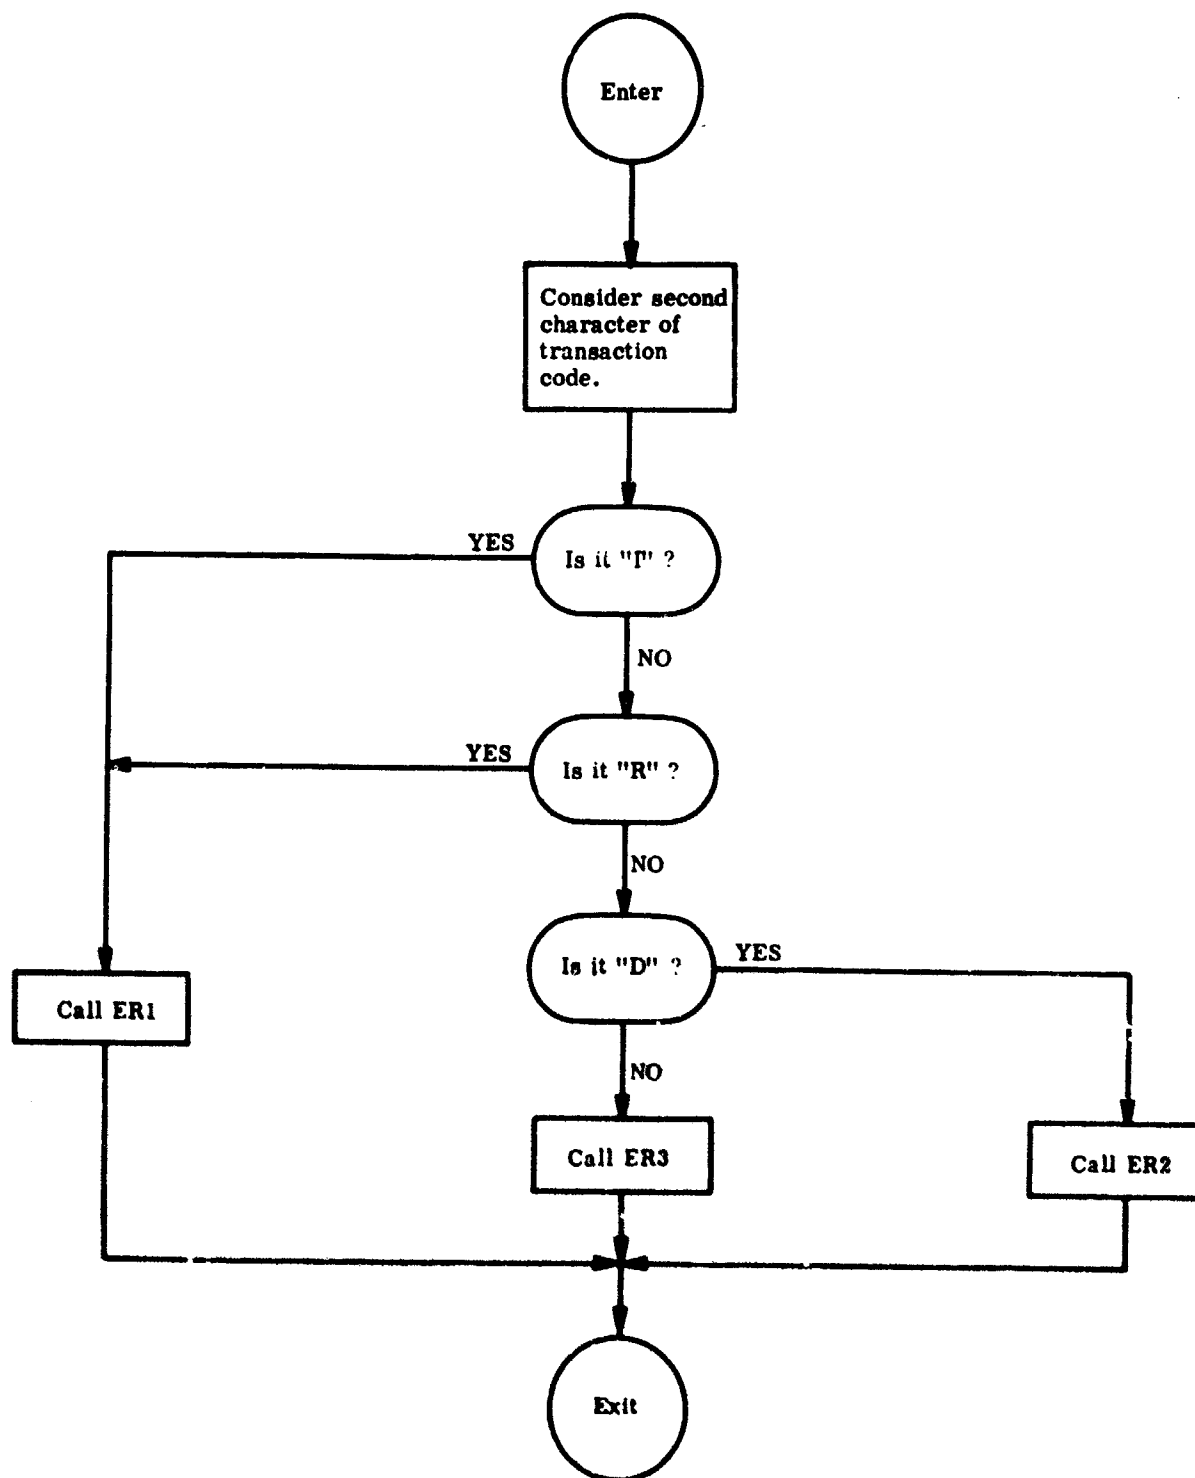 Enter
Consider second
character of
transaction
code.
YES
Is it "I" ?
NO
YES
Is it "R" ?
NO
Is it "D" ?
YES
Call ER1
NO
Call ER3
Call ER2
Exit